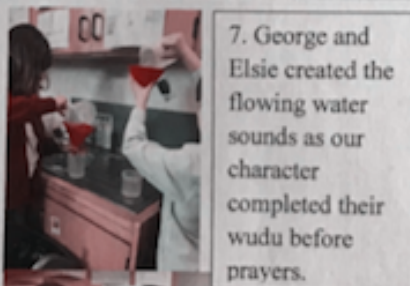 7. George and
Elsie created the
flowing water
sounds as our
character
completed their
wudu before
prayers.